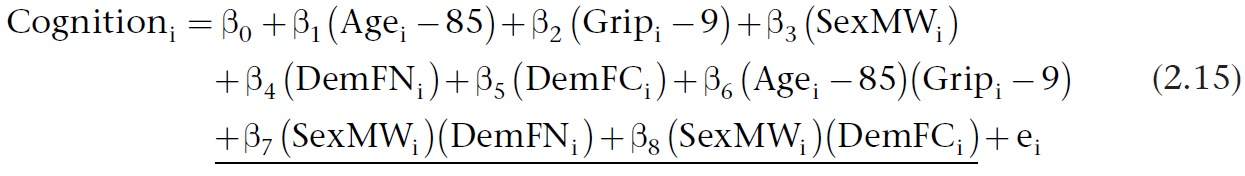 Cognitionᵢ = β₀ + β₁(Ageᵢ − 85) + β₂(Gripᵢ − 9) + β₃(SexMWᵢ)
+ β₄(DemFNᵢ) + β₅(DemFCᵢ) + β₆(Ageᵢ − 85)(Gripᵢ − 9) (2.15)
+ β₇(SexMWᵢ)(DemFNᵢ) + β₈(SexMWᵢ)(DemFCᵢ) + eᵢ